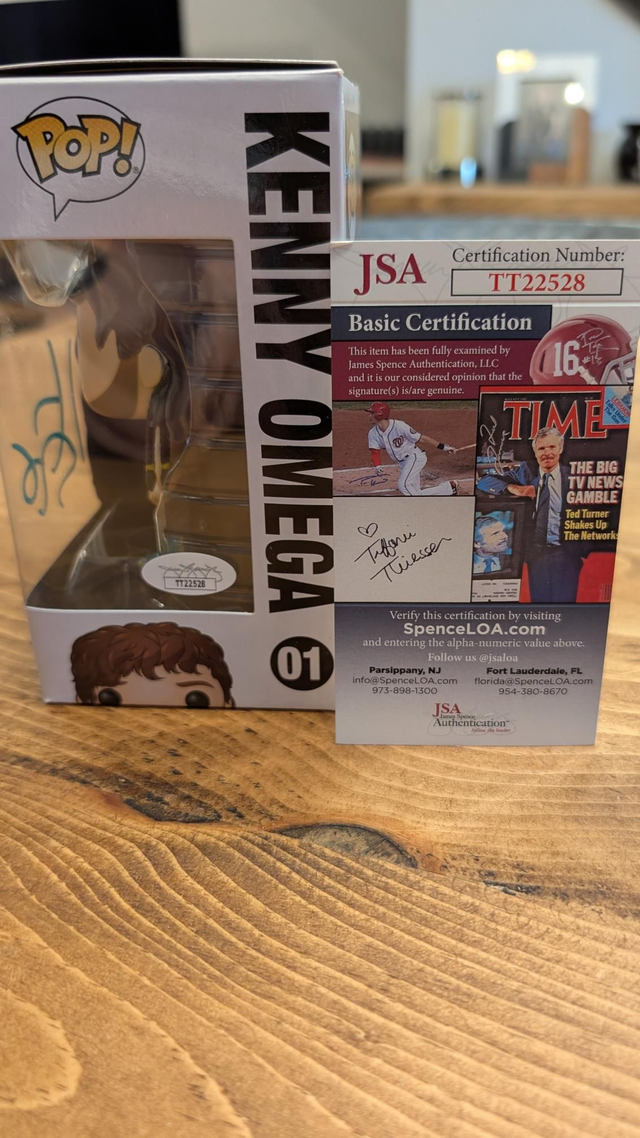 POP!
KENNY OMEGA
01
TT22528
JSA
Certification Number:
TT22528
Basic Certification
This item has been fully examined by
James Spence Authentication, LLC
and it is our considered opinion that the
signature(s) is/are genuine.
16
TIME
THE BIG
TV NEWS
GAMBLE
Ted Turner
Shakes Up
The Networks
Tiffani
Thiessen
Verify this certification by visiting
SpenceLOA.com
and entering the alpha-numeric value above.
Follow us @jsaloa
Parsippany, NJ
info@SpenceLOA.com
973-898-1300
Fort Lauderdale, FL
florida@SpenceLOA.com
954-380-8670
JSA
James Spence
Authentication